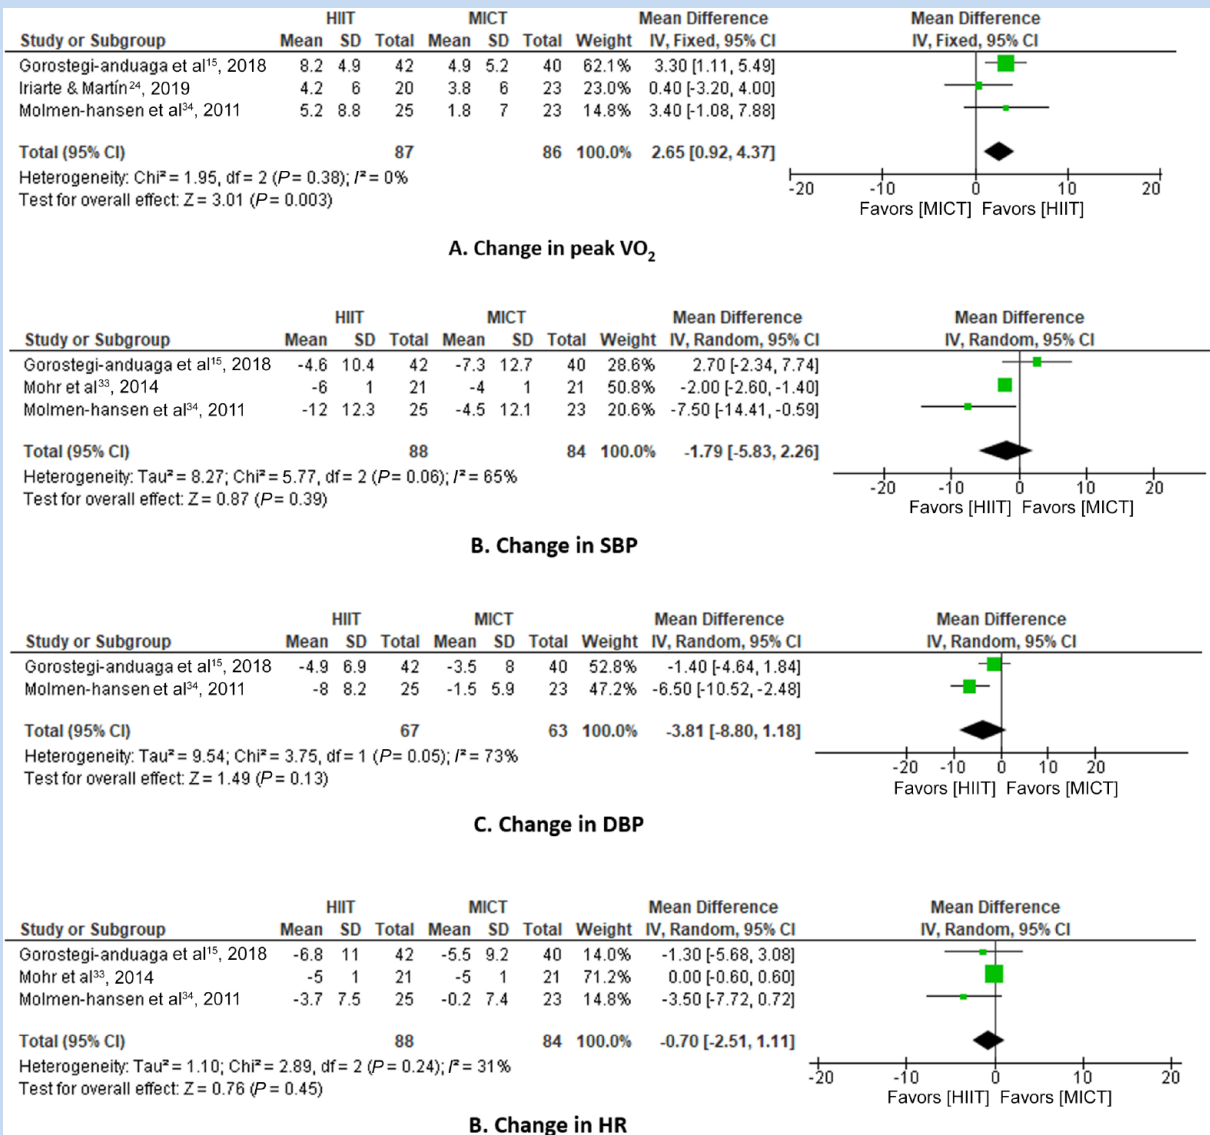 HIIT MICT Mean Difference Mean Difference
Study or Subgroup Mean SD Total Mean SD Total Weight IV, Fixed, 95% CI IV, Fixed, 95% CI
Gorostegi-anduaga et al¹⁵, 2018 8.2 4.9 42 4.9 5.2 40 62.1% 3.30 [1.11, 5.49]
Iriarte & Martín²⁴, 2019 4.2 6 20 3.8 6 23 23.0% 0.40 [-3.20, 4.00]
Molmen-hansen et al³⁴, 2011 5.2 8.8 25 1.8 7 23 14.8% 3.40 [-1.08, 7.88]
Total (95% CI) 87 86 100.0% 2.65 [0.92, 4.37]
Heterogeneity: Chi² = 1.95, df = 2 (P = 0.38); I² = 0%
Test for overall effect: Z = 3.01 (P = 0.003)
-20 -10 0 10 20
Favors [MICT] Favors [HIIT]
A. Change in peak VO₂
HIIT MICT Mean Difference Mean Difference
Study or Subgroup Mean SD Total Mean SD Total Weight IV, Random, 95% CI IV, Random, 95% CI
Gorostegi-anduaga et al¹⁵, 2018 -4.6 10.4 42 -7.3 12.7 40 28.6% 2.70 [-2.34, 7.74]
Mohr et al³³, 2014 -6 1 21 -4 1 21 50.8% -2.00 [-2.60, -1.40]
Molmen-hansen et al³⁴, 2011 -12 12.3 25 -4.5 12.1 23 20.6% -7.50 [-14.41, -0.59]
Total (95% CI) 88 84 100.0% -1.79 [-5.83, 2.26]
Heterogeneity: Tau² = 8.27; Chi² = 5.77, df = 2 (P = 0.06); I² = 65%
Test for overall effect: Z = 0.87 (P = 0.39)
-20 -10 0 10 20
Favors [HIIT] Favors [MICT]
B. Change in SBP
HIIT MICT Mean Difference Mean Difference
Study or Subgroup Mean SD Total Mean SD Total Weight IV, Random, 95% CI IV, Random, 95% CI
Gorostegi-anduaga et al¹⁵, 2018 -4.9 6.9 42 -3.5 8 40 52.8% -1.40 [-4.64, 1.84]
Molmen-hansen et al³⁴, 2011 -8 8.2 25 -1.5 5.9 23 47.2% -6.50 [-10.52, -2.48]
Total (95% CI) 67 63 100.0% -3.81 [-8.80, 1.18]
Heterogeneity: Tau² = 9.54; Chi² = 3.75, df = 1 (P = 0.05); I² = 73%
Test for overall effect: Z = 1.49 (P = 0.13)
-20 -10 0 10 20
Favors [HIIT] Favors [MICT]
C. Change in DBP
HIIT MICT Mean Difference Mean Difference
Study or Subgroup Mean SD Total Mean SD Total Weight IV, Random, 95% CI IV, Random, 95% CI
Gorostegi-anduaga et al¹⁵, 2018 -6.8 11 42 -5.5 9.2 40 14.0% -1.30 [-5.68, 3.08]
Mohr et al³³, 2014 -5 1 21 -5 1 21 71.2% 0.00 [-0.60, 0.60]
Molmen-hansen et al³⁴, 2011 -3.7 7.5 25 -0.2 7.4 23 14.8% -3.50 [-7.72, 0.72]
Total (95% CI) 88 84 100.0% -0.70 [-2.51, 1.11]
Heterogeneity: Tau² = 1.10; Chi² = 2.89, df = 2 (P = 0.24); I² = 31%
Test for overall effect: Z = 0.76 (P = 0.45)
-20 -10 0 10 20
Favors [HIIT] Favors [MICT]
B. Change in HR